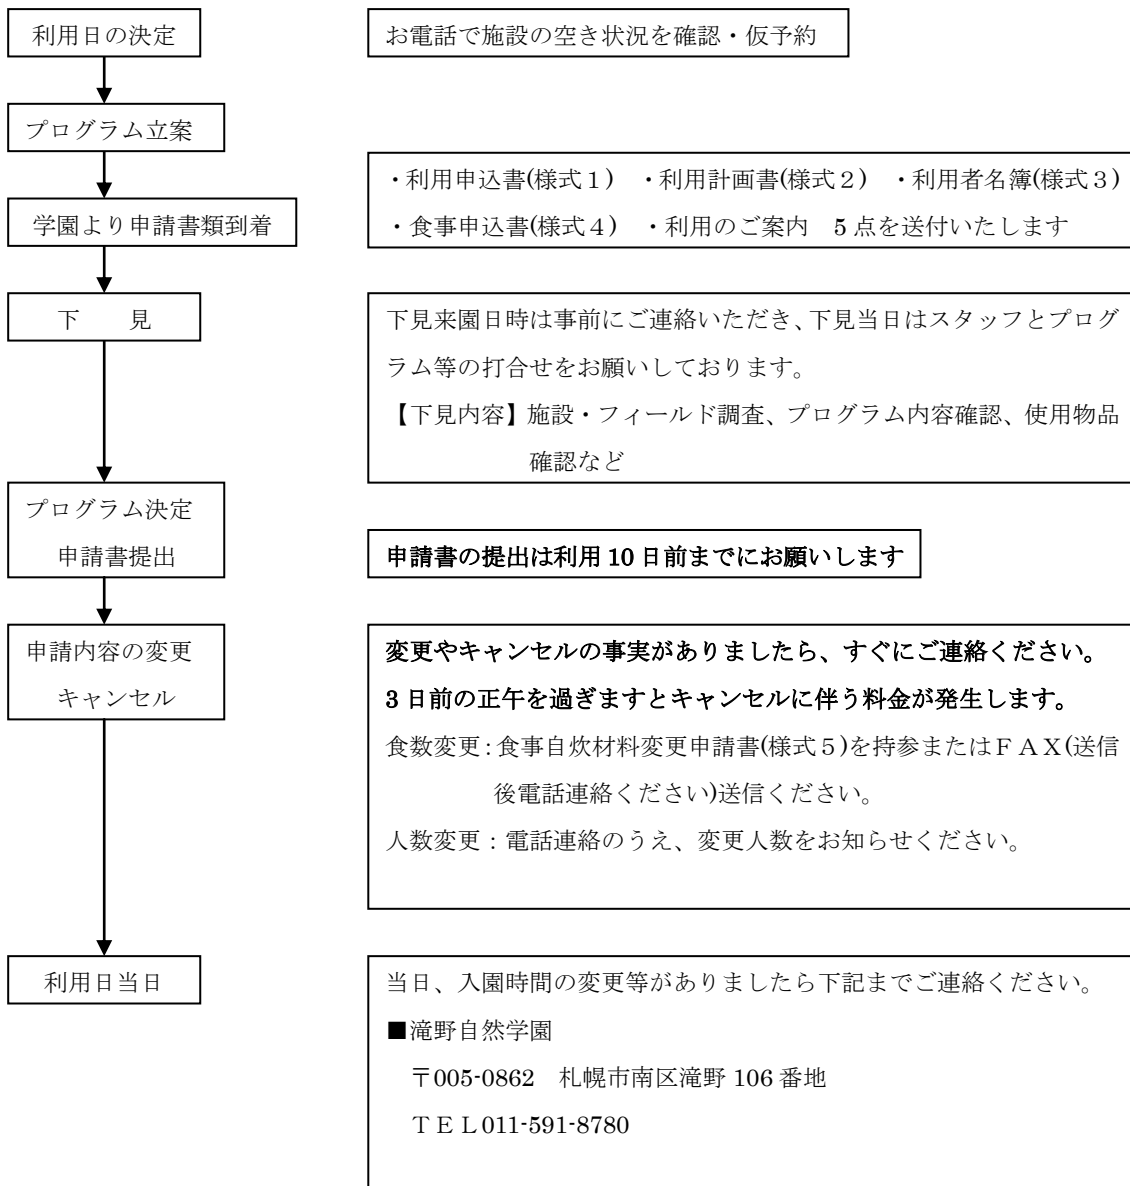 利用日の決定
お電話で施設の空き状況を確認・仮予約
プログラム立案
・利用申込書(様式１)　・利用計画書(様式２)　・利用者名簿(様式３)
・食事申込書(様式４)　・利用のご案内　5 点を送付いたします
学園より申請書類到着
下　　見
下見来園日時は事前にご連絡いただき、下見当日はスタッフとプログ
ラム等の打合せをお願いしております。
【下見内容】施設・フィールド調査、プログラム内容確認、使用物品
確認など
プログラム決定
申請書提出
申請書の提出は利用 10 日前までにお願いします
申請内容の変更
キャンセル
変更やキャンセルの事実がありましたら、すぐにご連絡ください。
3 日前の正午を過ぎますとキャンセルに伴う料金が発生します。
食数変更：食事自炊材料変更申請書(様式５)を持参またはＦＡＸ(送信
後電話連絡ください)送信ください。
人数変更：電話連絡のうえ、変更人数をお知らせください。
利用日当日
当日、入園時間の変更等がありましたら下記までご連絡ください。
■滝野自然学園
〒005-0862　札幌市南区滝野 106 番地
ＴＥＬ011-591-8780